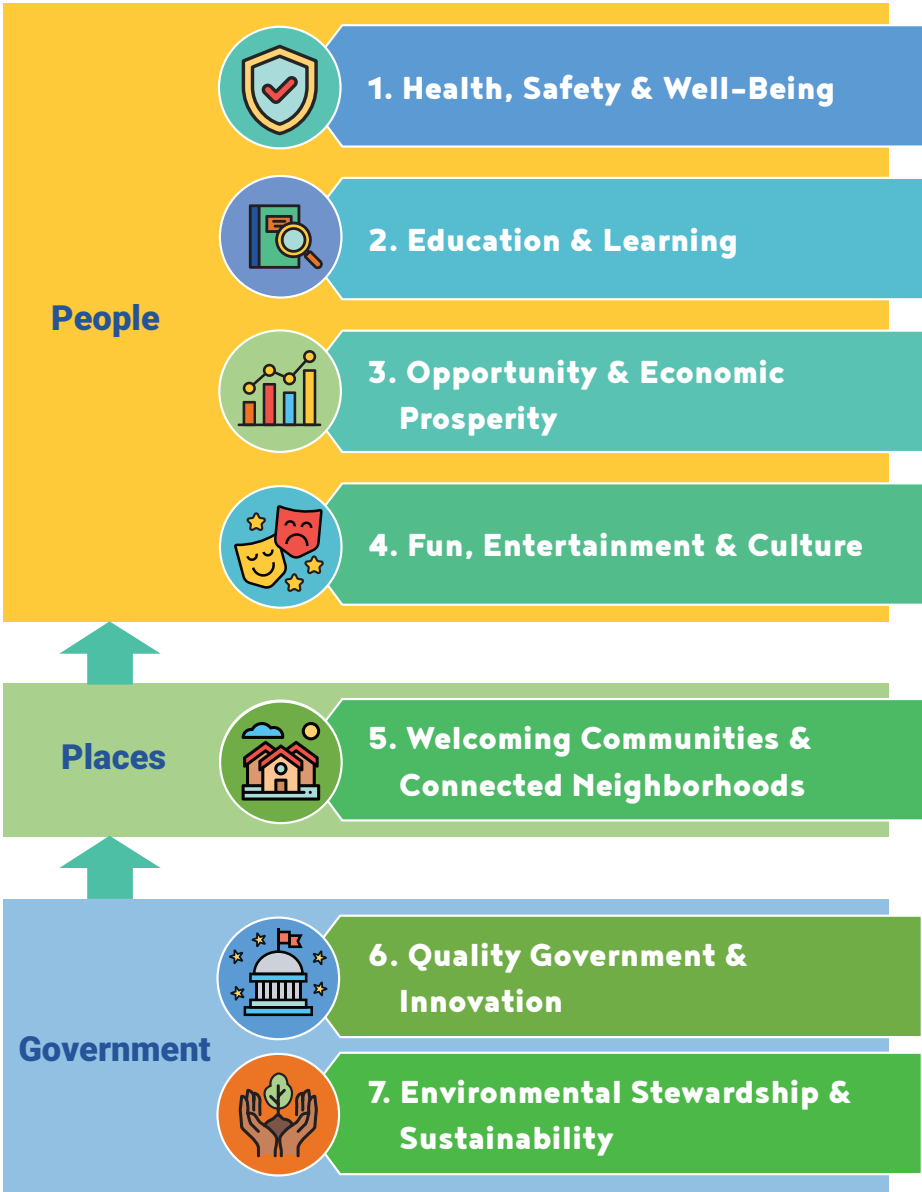 People
1. Health, Safety & Well-Being
2. Education & Learning
3. Opportunity & Economic
Prosperity
4. Fun, Entertainment & Culture
Places
5. Welcoming Communities &
Connected Neighborhoods
Government
6. Quality Government &
Innovation
7. Environmental Stewardship &
Sustainability